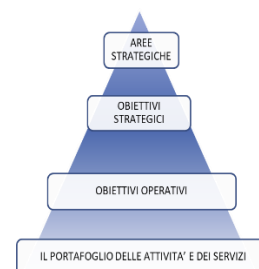 AREE
STRATEGICHE
OBIETTIVI
STRATEGICI
OBIETTIVI OPERATIVI
IL PORTAFOGLIO DELLE ATTIVITA' E DEI SERVIZI